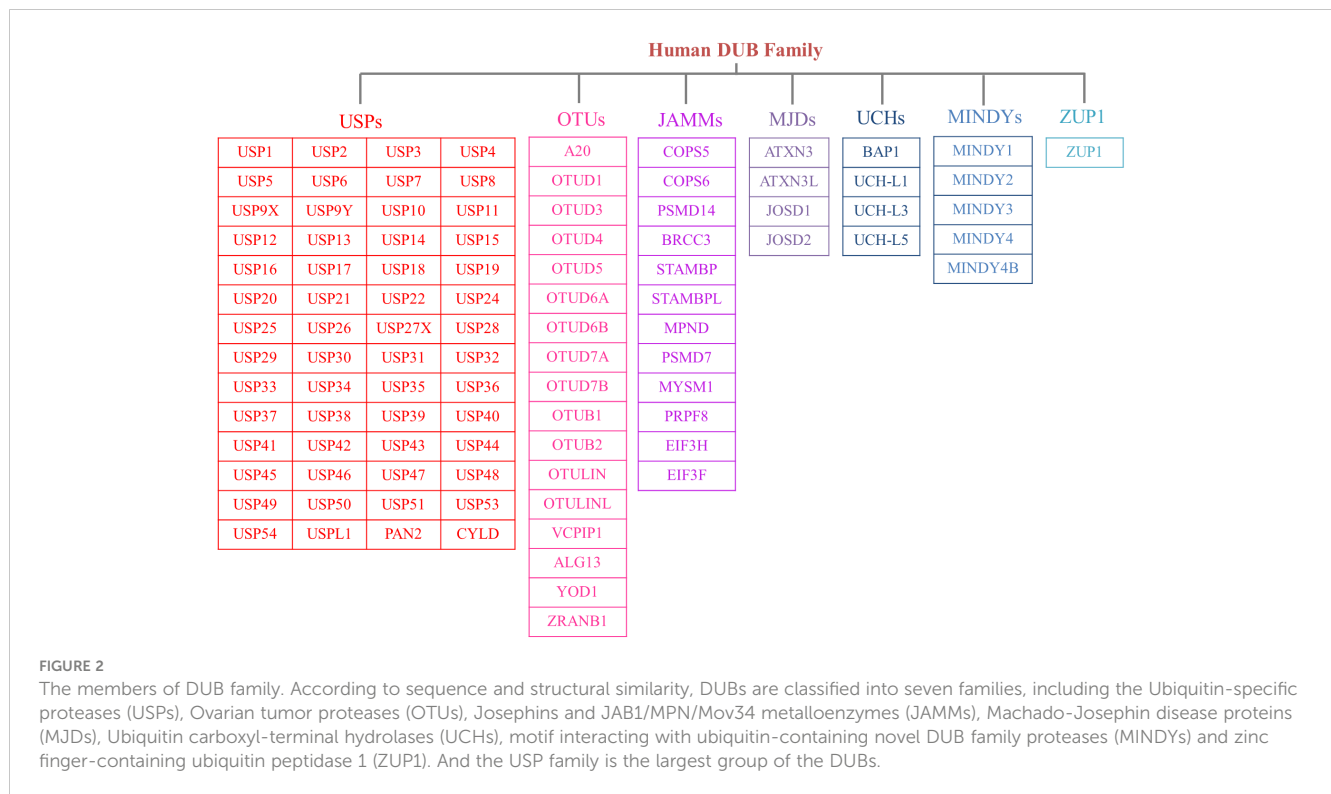 Human DUB Family
USPs OTUs JAMMs MJDs UCHs MINDYs ZUP1
USP1 USP2 USP3 USP4 A20 COPS5 ATXN3 BAP1 MINDY1 ZUP1
USP5 USP6 USP7 USP8 OTUD1 COPS6 ATXN3L UCH-L1 MINDY2
USP9X USP9Y USP10 USP11 OTUD3 PSMD14 JOSD1 UCH-L3 MINDY3
USP12 USP13 USP14 USP15 OTUD4 BRCC3 JOSD2 UCH-L5 MINDY4
USP16 USP17 USP18 USP19 OTUD5 STAMBP MINDY4B
USP20 USP21 USP22 USP24 OTUD6A STAMBPL
USP25 USP26 USP27X USP28 OTUD6B MPND
USP29 USP30 USP31 USP32 OTUD7A PSMD7
USP33 USP34 USP35 USP36 OTUD7B MYSM1
USP37 USP38 USP39 USP40 OTUB1 PRPF8
USP41 USP42 USP43 USP44 OTUB2 EIF3H
USP45 USP46 USP47 USP48 OTULIN EIF3F
USP49 USP50 USP51 USP53 OTULINL
USP54 USPL1 PAN2 CYLD VCPIP1
ALG13
YOD1
ZRANB1
FIGURE 2
The members of DUB family. According to sequence and structural similarity, DUBs are classified into seven families, including the Ubiquitin-specific
proteases (USPs), Ovarian tumor proteases (OTUs), Josephins and JAB1/MPN/Mov34 metalloenzymes (JAMMs), Machado-Josephin disease proteins
(MJDs), Ubiquitin carboxyl-terminal hydrolases (UCHs), motif interacting with ubiquitin-containing novel DUB family proteases (MINDYs) and zinc
finger-containing ubiquitin peptidase 1 (ZUP1). And the USP family is the largest group of the DUBs.